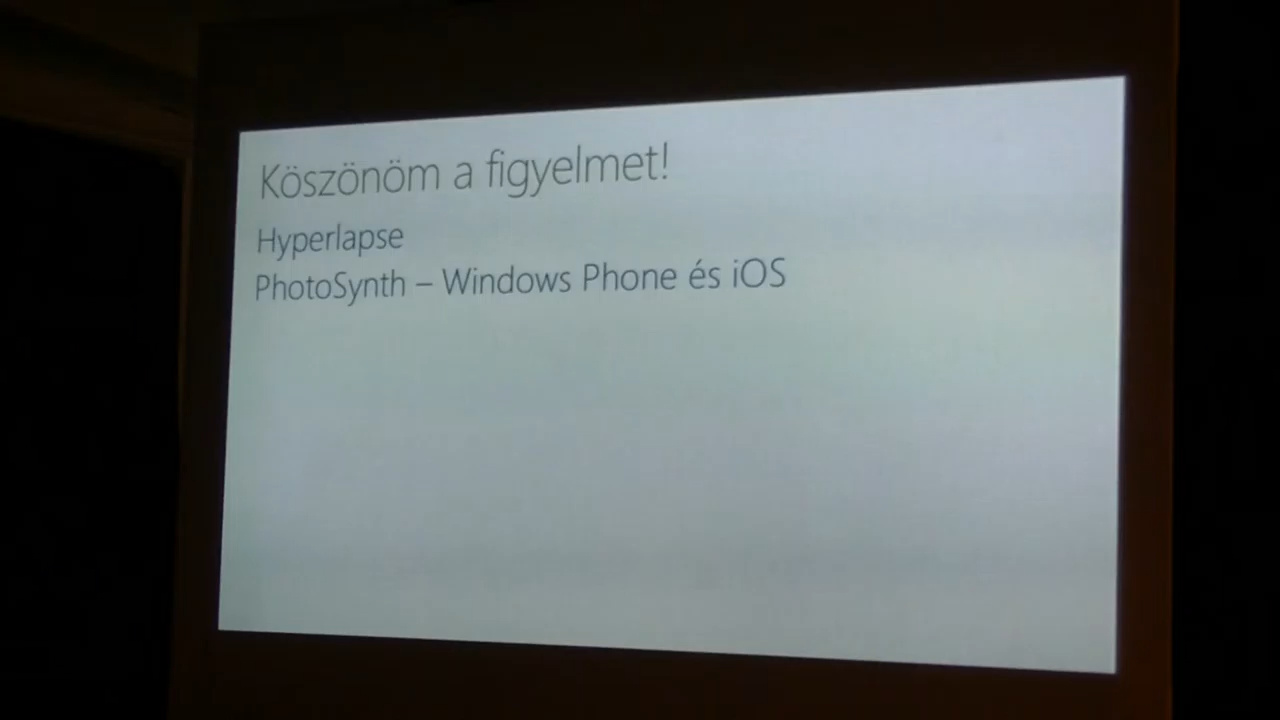 Köszönöm a figyelmet!
Hyperlapse
PhotoSynth – Windows Phone és iOS